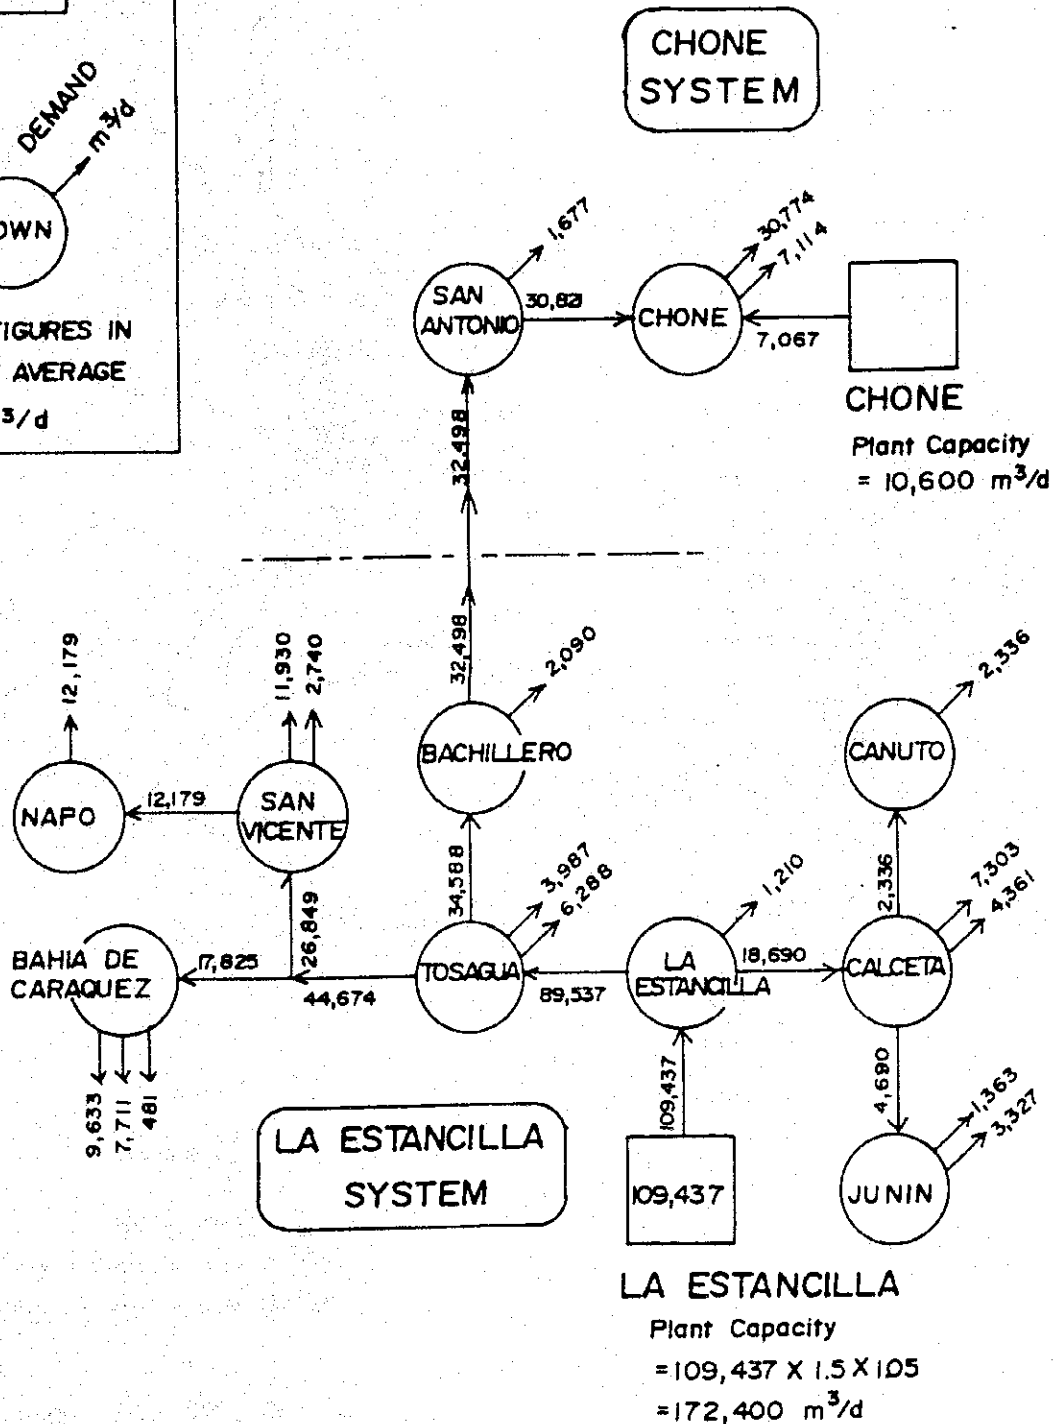 DEMAND
m³/d
OWN
FIGURES IN
AVERAGE
³/d
CHONE
SYSTEM
1,677
30,774
7,114
SAN
ANTONIO
30,821
CHONE
7,067
CHONE
Plant Capacity
= 10,600 m³/d
32,498
32,498
2,090
BACHILLERO
12,179
11,930
2,740
NAPO
12,179
SAN
VICENTE
26,849
34,588
3,987
6,288
BAHIA DE
CARAQUEZ
17,825
44,674
TOSAGUA
89,537
1,210
LA
ESTANCILLA
18,690
CALCETA
7,303
4,361
2,336
CANUTO
2,336
9,633
7,711
481
LA ESTANCILLA
SYSTEM
109,437
109,437
4,690
1,363
3,327
JUNIN
LA ESTANCILLA
Plant Capacity
=109,437 X 1.5 X 1.05
=172,400 m³/d